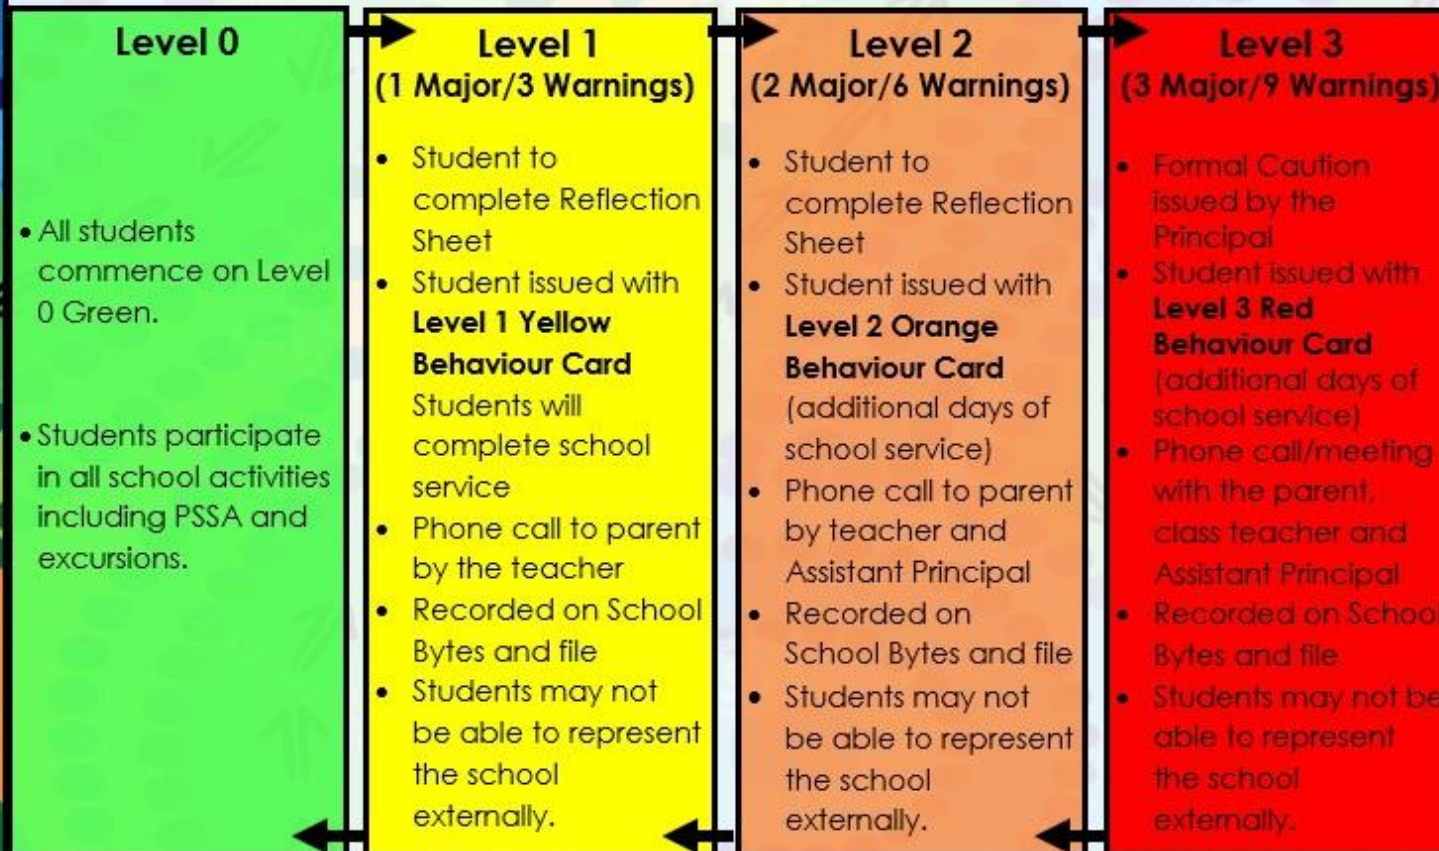 Level 0
• All students
commence on Level
0 Green.
• Students participate
in all school activities
including PSSA and
excursions.
Level 1
(1 Major/3 Warnings)
• Student to
complete Reflection
Sheet
• Student issued with
Level 1 Yellow
Behaviour Card
Students will
complete school
service
• Phone call to parent
by the teacher
• Recorded on School
Bytes and file
• Students may not
be able to represent
the school
externally.
Level 2
(2 Major/6 Warnings)
• Student to
complete Reflection
Sheet
• Student issued with
Level 2 Orange
Behaviour Card
(additional days of
school service)
• Phone call to parent
by teacher and
Assistant Principal
• Recorded on
School Bytes and file
• Students may not
be able to represent
the school
externally.
Level 3
(3 Major/9 Warnings)
• Formal Caution
issued by the
Principal
• Student issued with
Level 3 Red
Behaviour Card
(additional days of
school service)
• Phone call/meeting
with the parent,
class teacher and
Assistant Principal
• Recorded on School
Bytes and file
• Students may not be
able to represent
the school
externally.